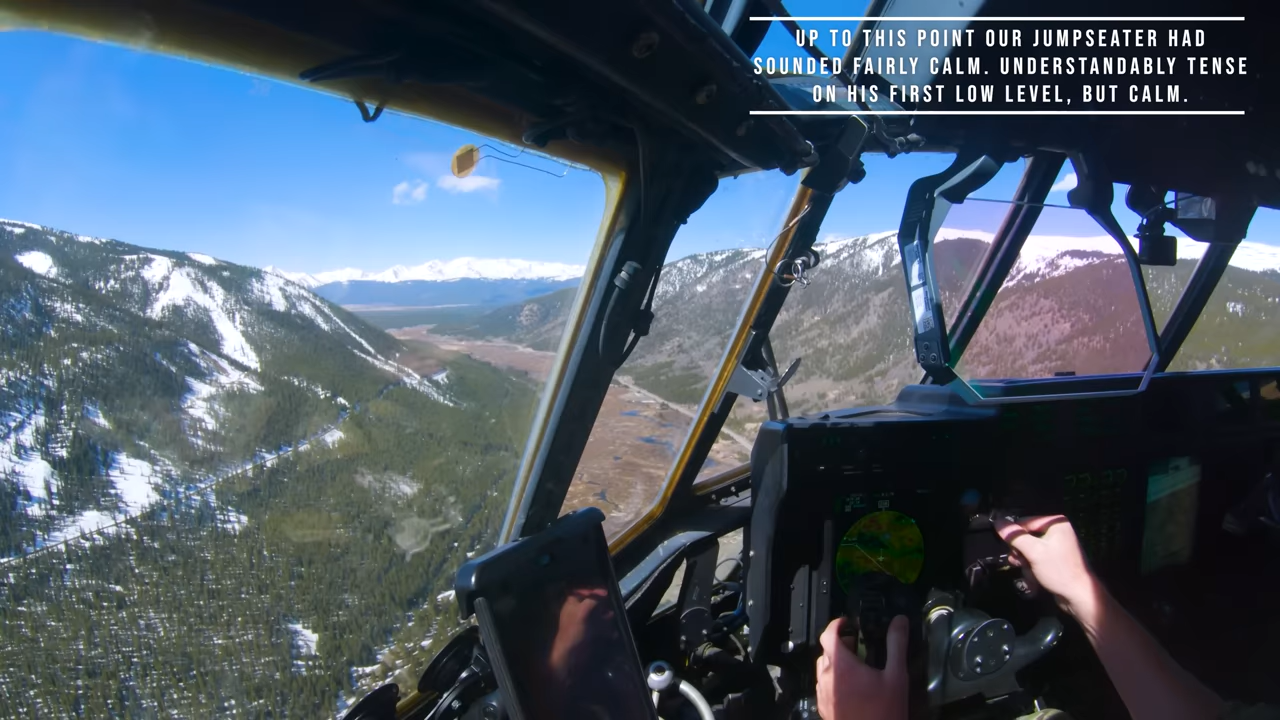 UP TO THIS POINT OUR JUMPSEATER HAD
SOUNDED FAIRLY CALM. UNDERSTANDABLY TENSE
ON HIS FIRST LOW LEVEL, BUT CALM.